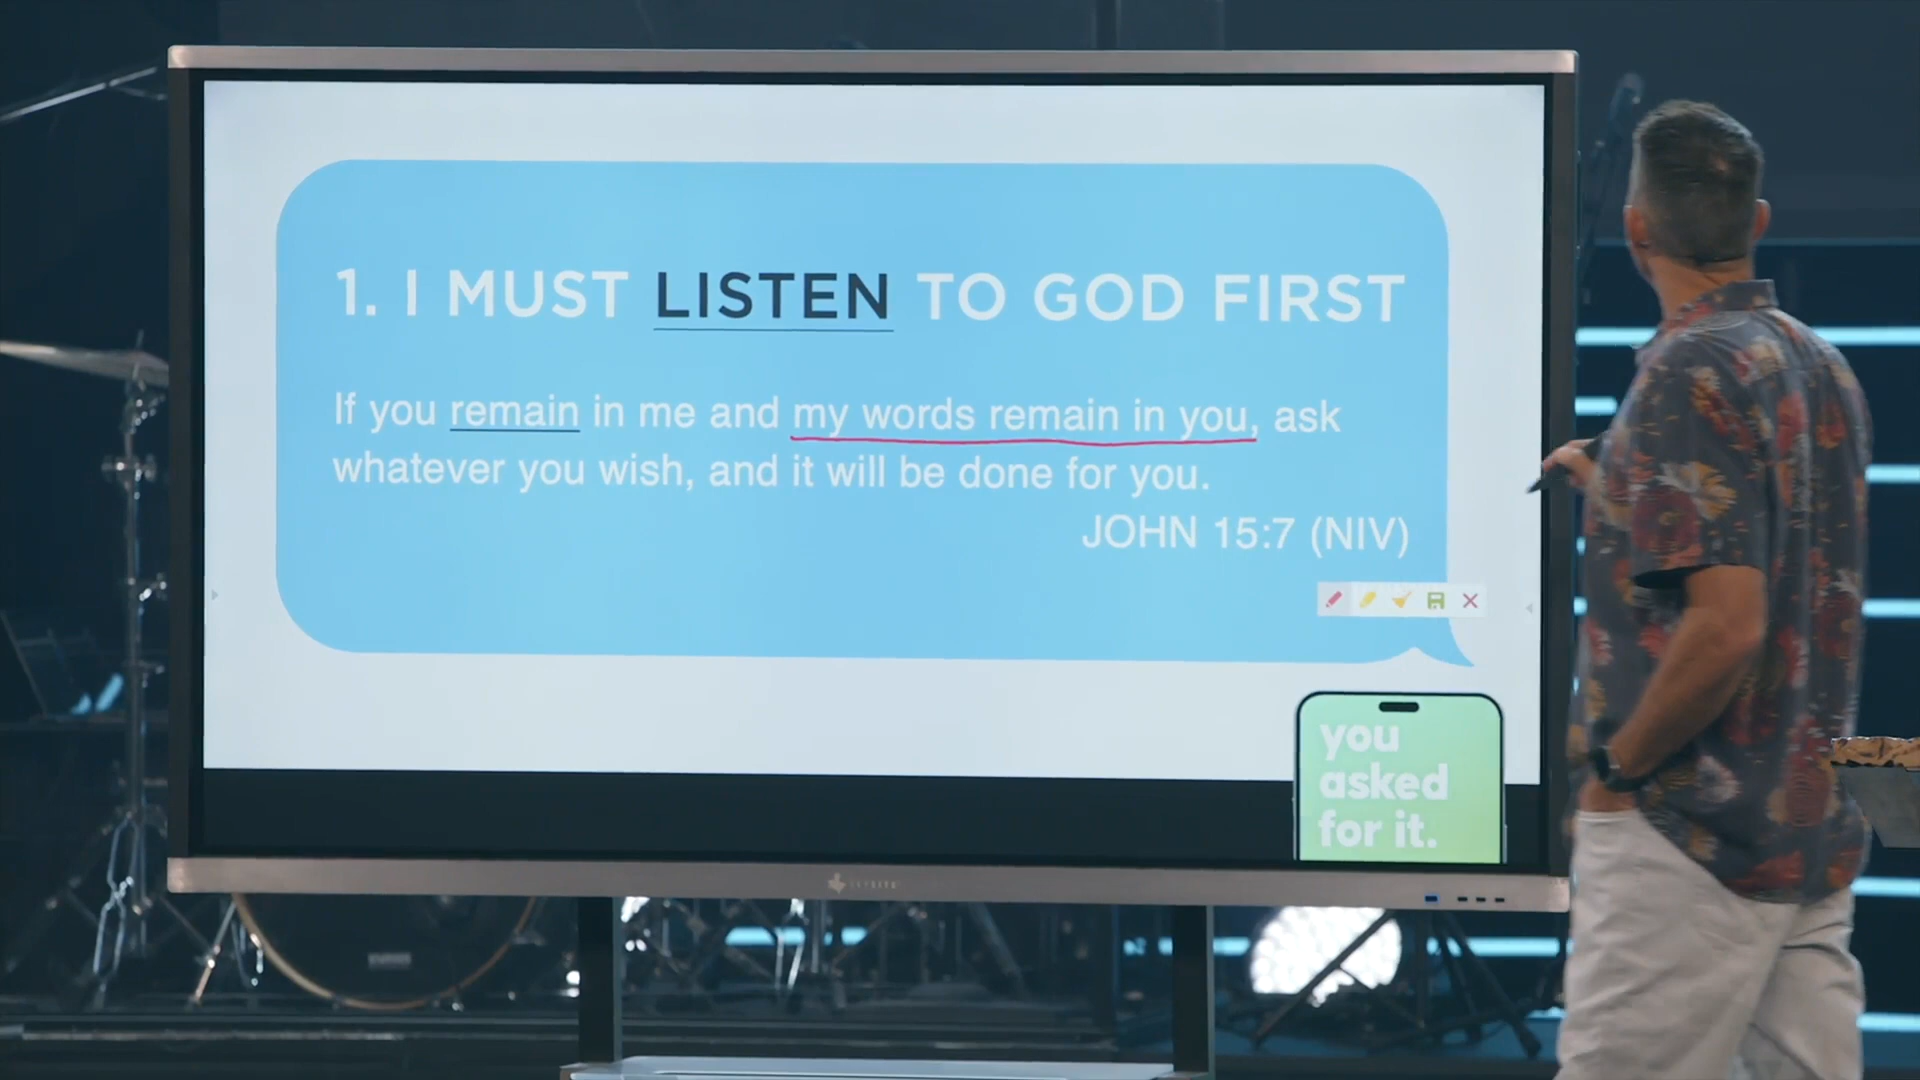 1. I MUST LISTEN TO GOD FIRST
If you remain in me and my words remain in you, ask
whatever you wish, and it will be done for you.
JOHN 15:7 (NIV)
you
asked
for it.